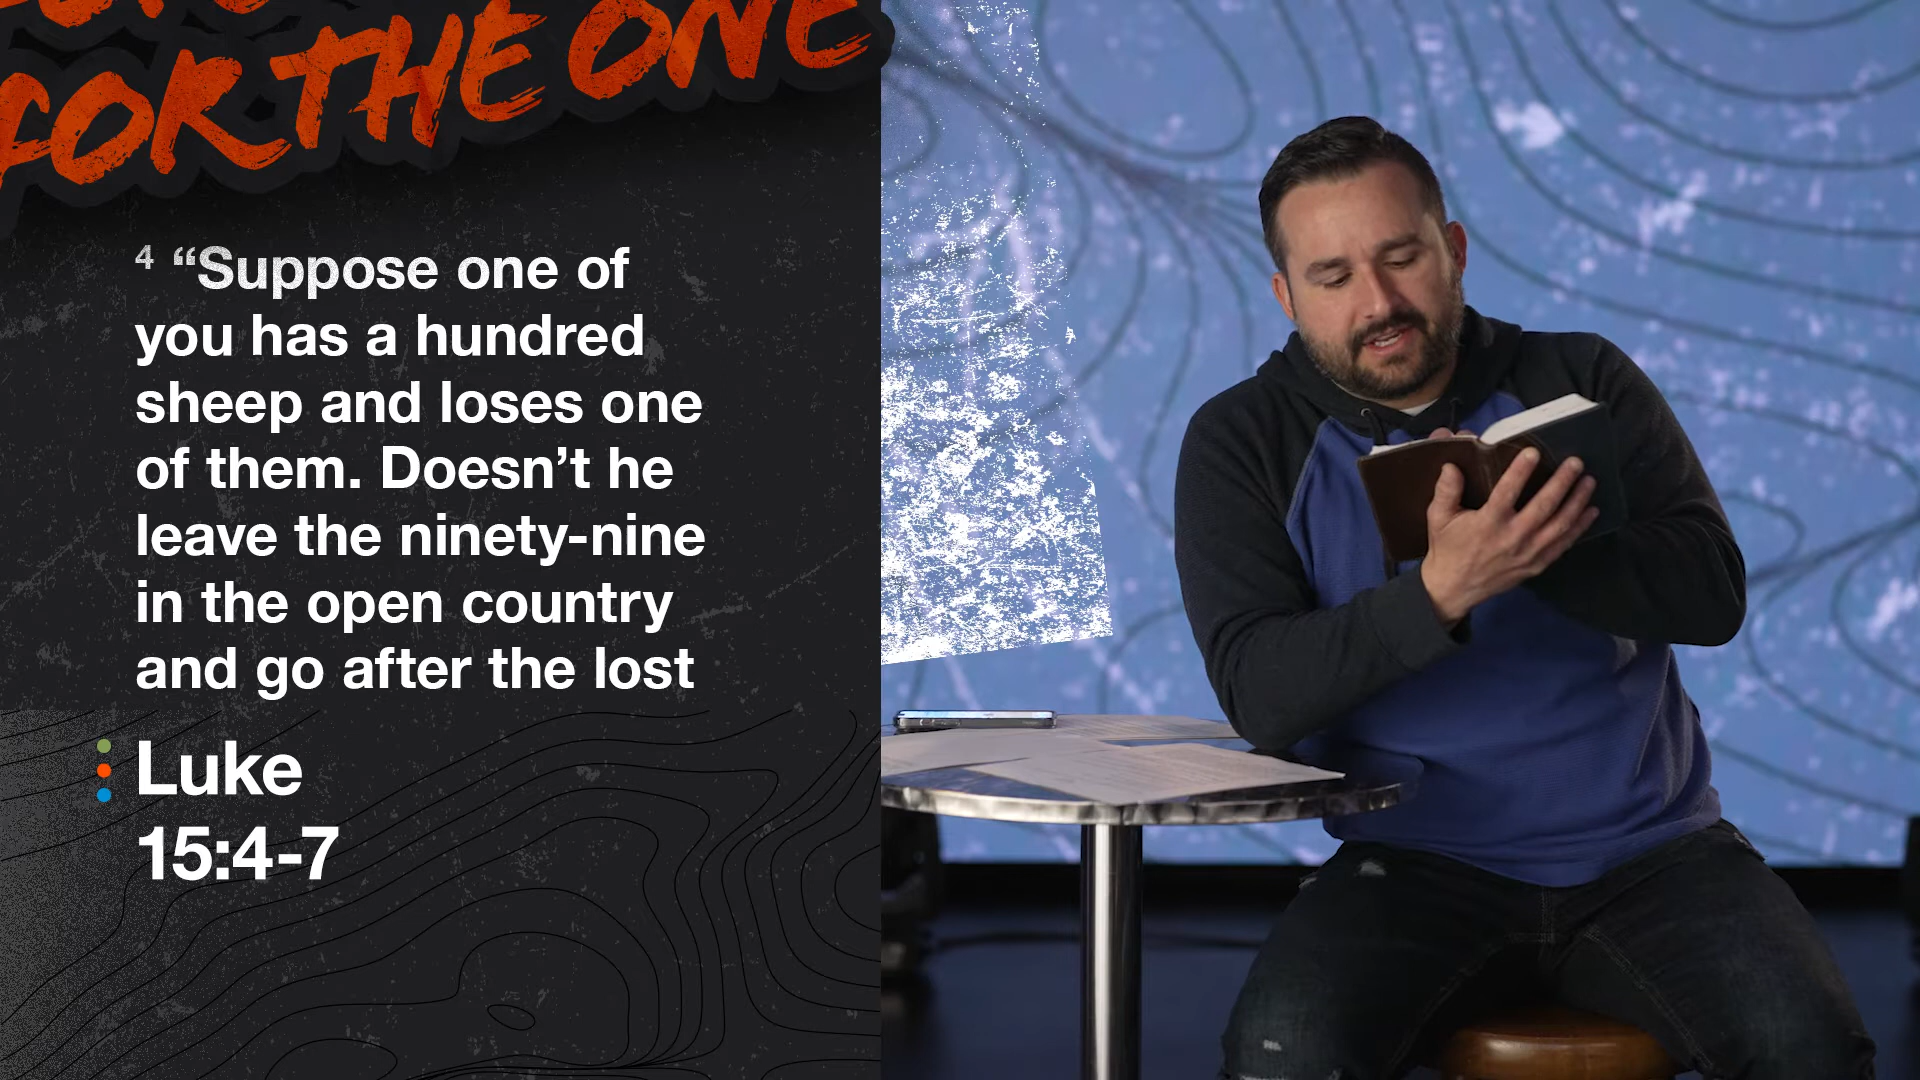 FOR THE ONE
4 “Suppose one of
you has a hundred
sheep and loses one
of them. Doesn’t he
leave the ninety-nine
in the open country
and go after the lost
Luke
15:4-7